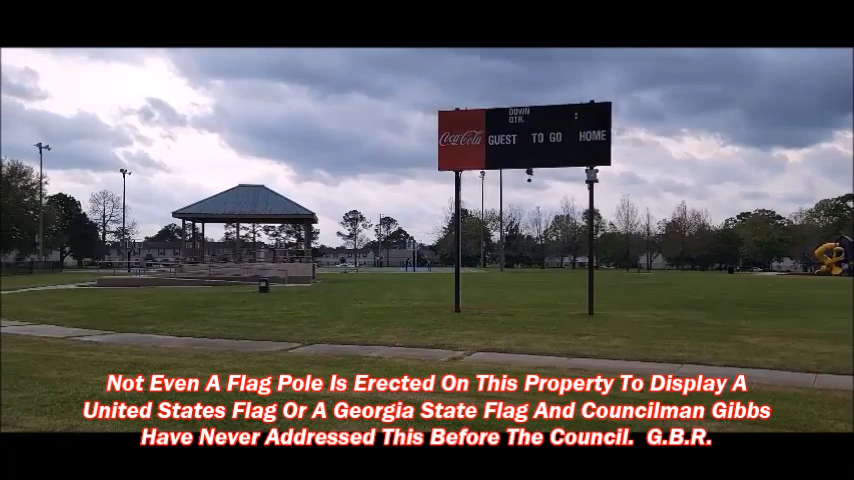 DOWN
QTR.
Coca-Cola
GUEST TO GO HOME
Not Even A Flag Pole Is Erected On This Property To Display A
United States Flag Or A Georgia State Flag And Councilman Gibbs
Have Never Addressed This Before The Council. G.B.R.